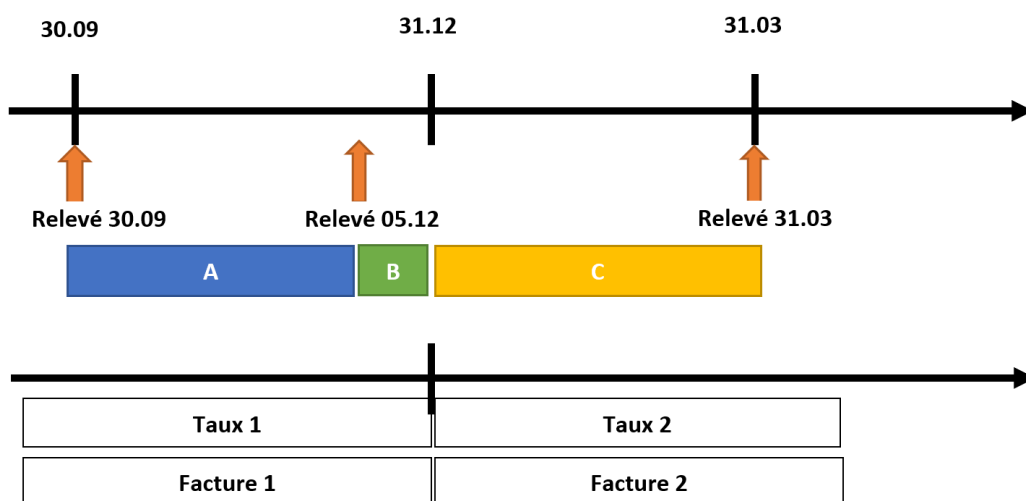 30.09
31.12
31.03
Relevé 30.09
Relevé 05.12
Relevé 31.03
A
B
C
Taux 1
Taux 2
Facture 1
Facture 2